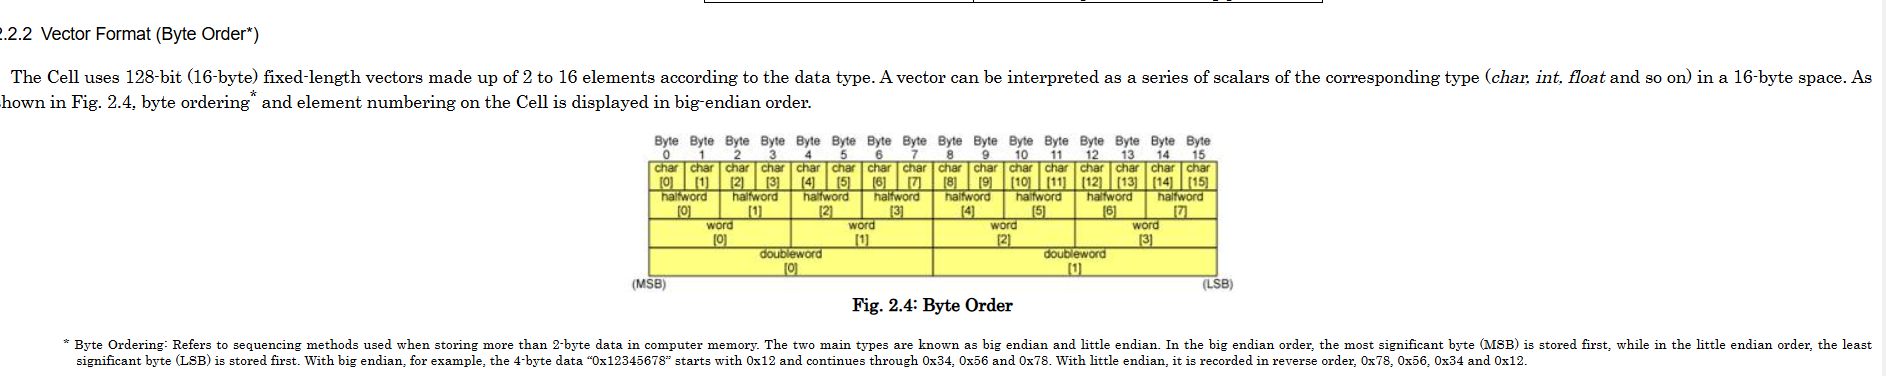 .2.2 Vector Format (Byte Order*)
The Cell uses 128-bit (16-byte) fixed-length vectors made up of 2 to 16 elements according to the data type. A vector can be interpreted as a series of scalars of the corresponding type (char, int, float and so on) in a 16-byte space. As
hown in Fig. 2.4, byte ordering* and element numbering on the Cell is displayed in big-endian order.
Byte Byte Byte Byte Byte Byte Byte Byte Byte Byte Byte Byte Byte Byte Byte Byte
0 1 2 3 4 5 6 7 8 9 10 11 12 13 14 15
char char char char char char char char char char char char char char char char
[0] [1] [2] [3] [4] [5] [6] [7] [8] [9] [10] [11] [12] [13] [14] [15]
halfword halfword halfword halfword halfword halfword halfword halfword
[0] [1] [2] [3] [4] [5] [6] [7]
word word word word
[0] [1] [2] [3]
doubleword doubleword
[0] [1]
(MSB) (LSB)
Fig. 2.4: Byte Order
* Byte Ordering: Refers to sequencing methods used when storing more than 2-byte data in computer memory. The two main types are known as big endian and little endian. In the big endian order, the most significant byte (MSB) is stored first, while in the little endian order, the least
significant byte (LSB) is stored first. With big endian, for example, the 4-byte data “0x12345678” starts with 0x12 and continues through 0x34, 0x56 and 0x78. With little endian, it is recorded in reverse order, 0x78, 0x56, 0x34 and 0x12.